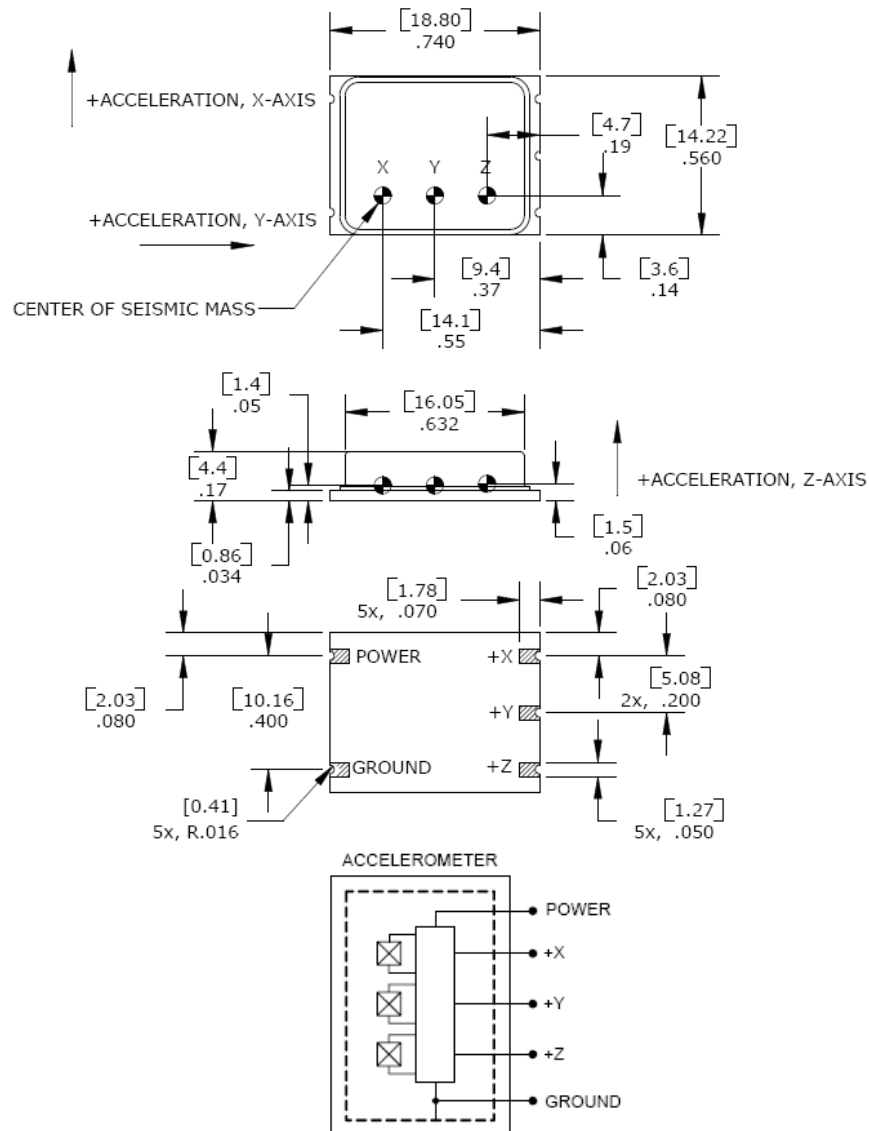 [18.80]
.740
+ACCELERATION, X-AXIS
[4.7]
.19
[14.22]
.560
X Y Z
+ACCELERATION, Y-AXIS
[9.4]
.37
[3.6]
.14
CENTER OF SEISMIC MASS
[14.1]
.55
[1.4]
.05
[16.05]
.632
[4.4]
.17
+ACCELERATION, Z-AXIS
[1.5]
.06
[0.86]
.034
[1.78]
5x, .070
[2.03]
.080
POWER +X
[2.03]
.080
[10.16]
.400
[5.08]
2x, .200
+Y
GROUND +Z
[0.41]
5x, R.016
[1.27]
5x, .050
ACCELEROMETER
POWER
+X
+Y
+Z
GROUND